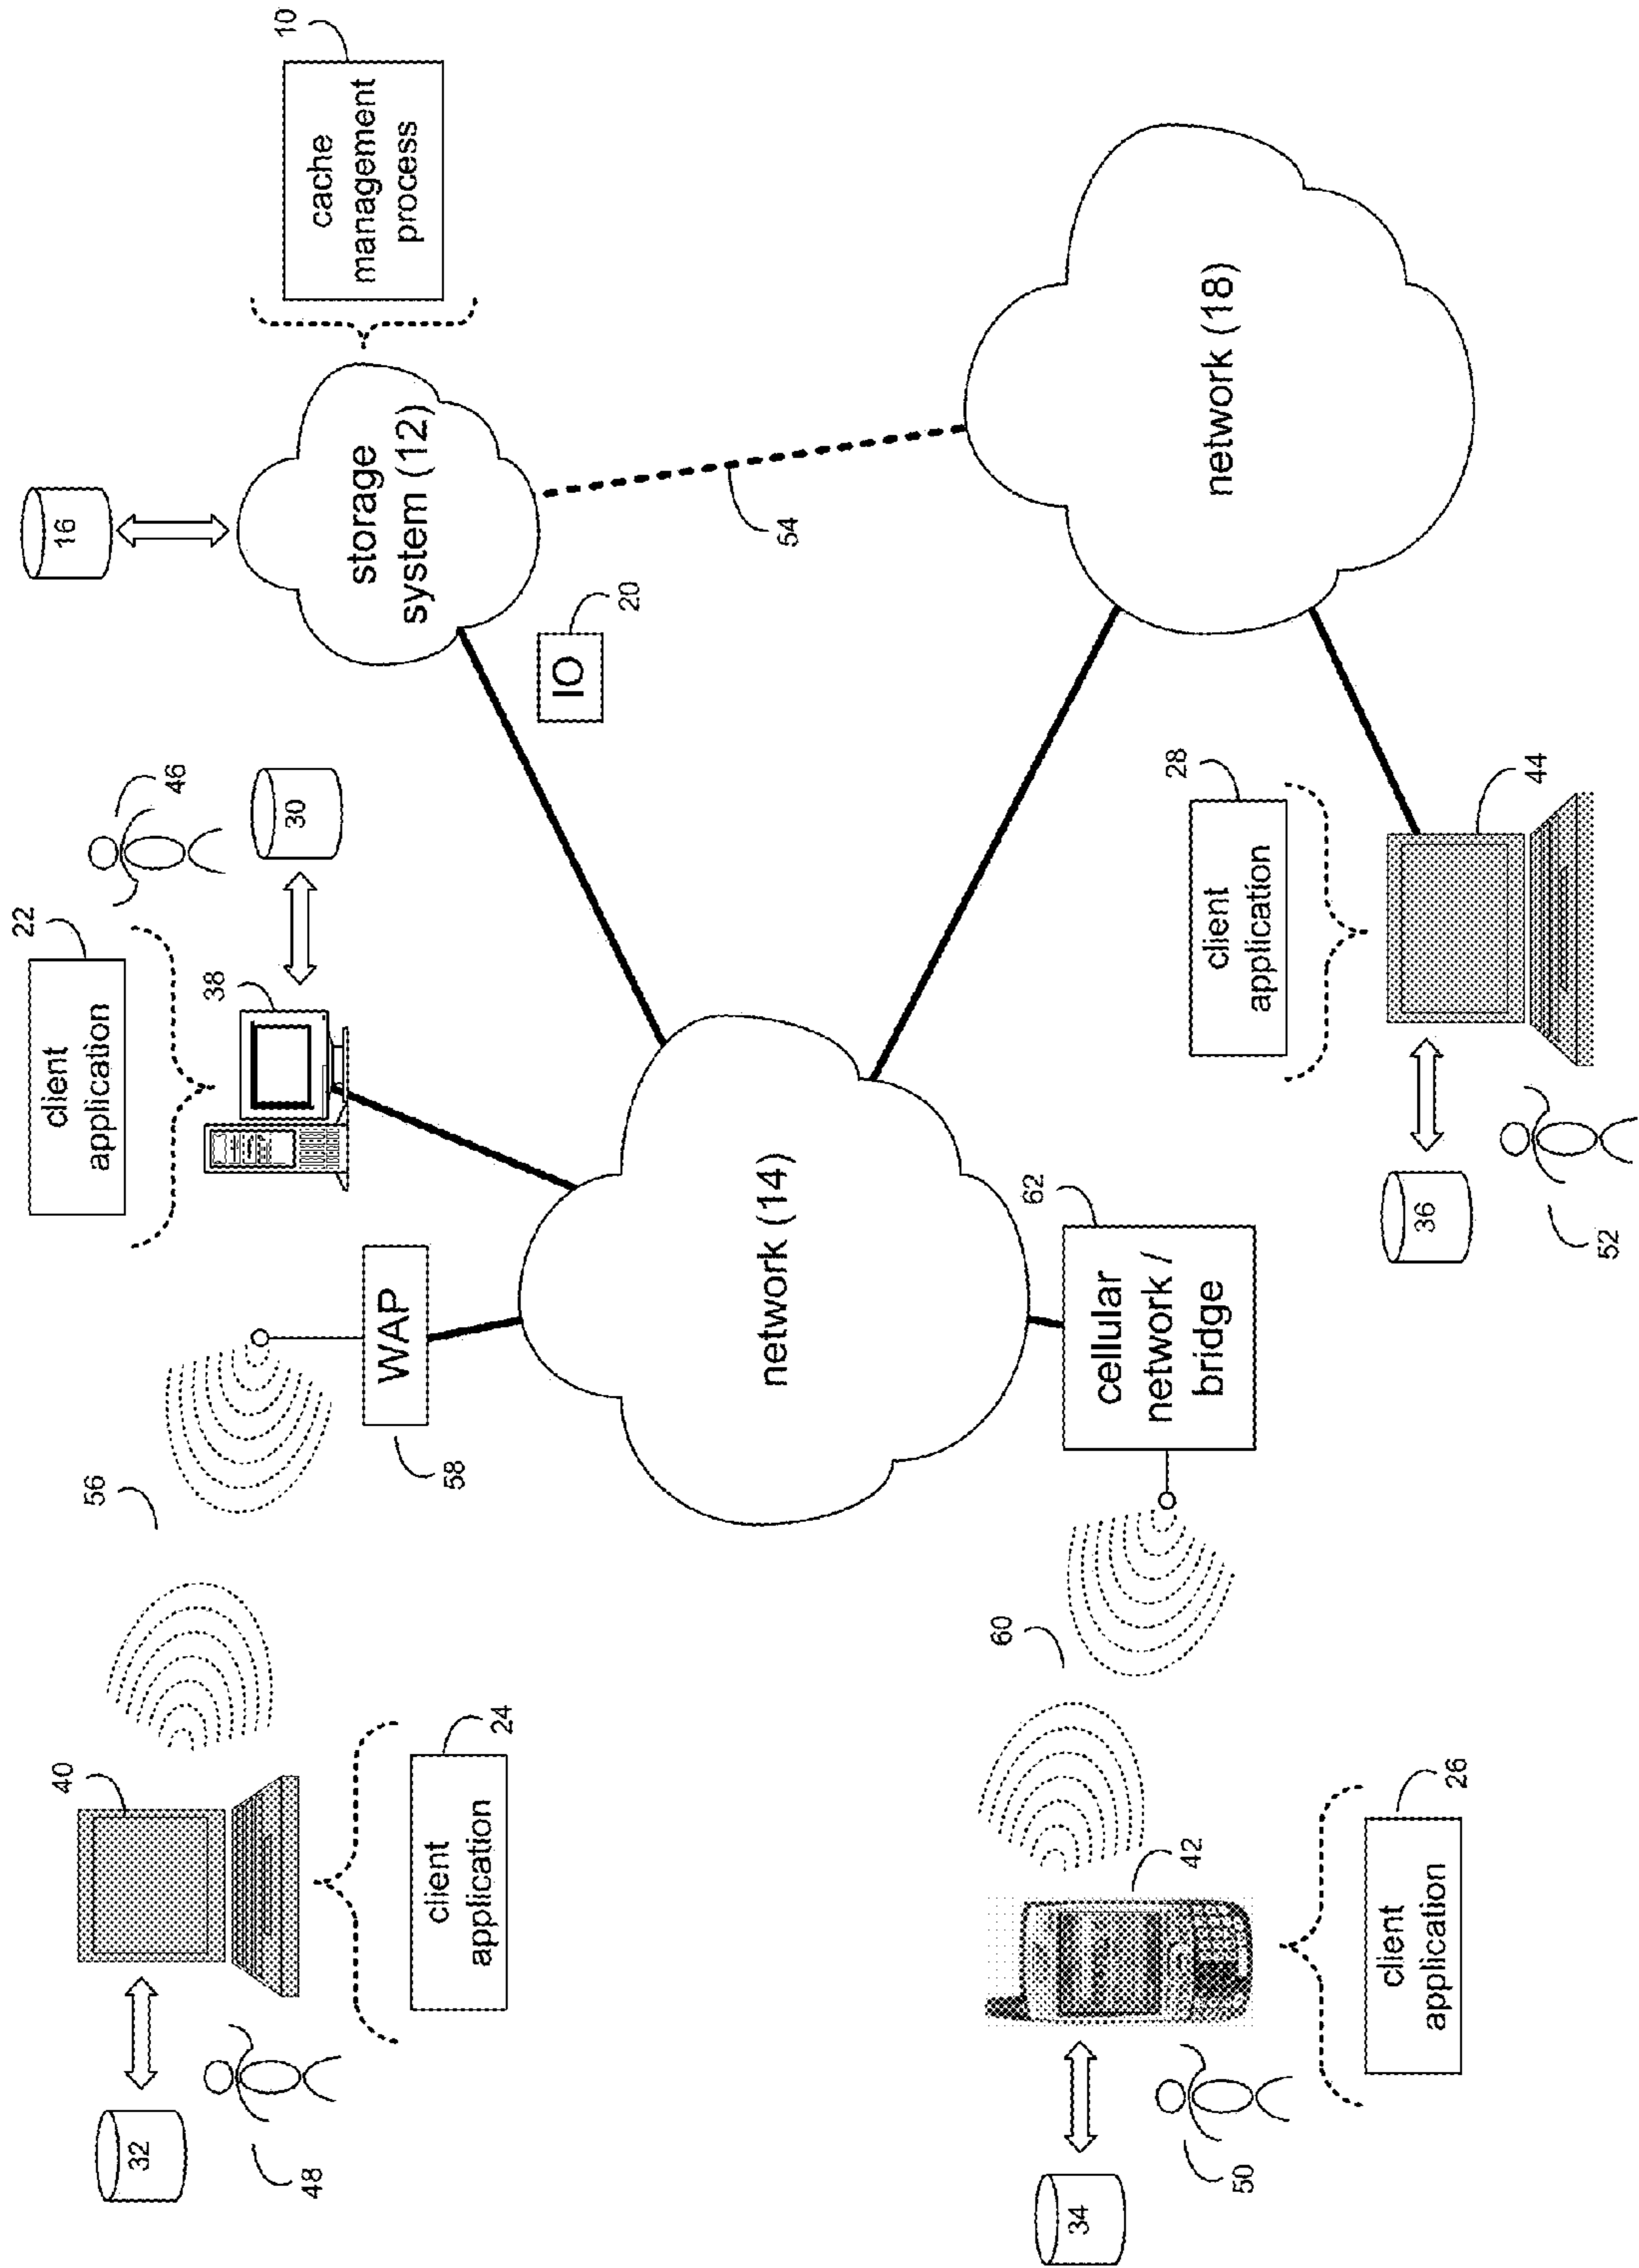 32
48
40
client
application
24
56
58
WAP
client
application
22
38
46
30
16
storage
system (12)
cache
management
process
10
IO
20
54
network (14)
network (18)
34
50
42
client
application
26
60
cellular
network /
bridge
62
36
52
client
application
28
44